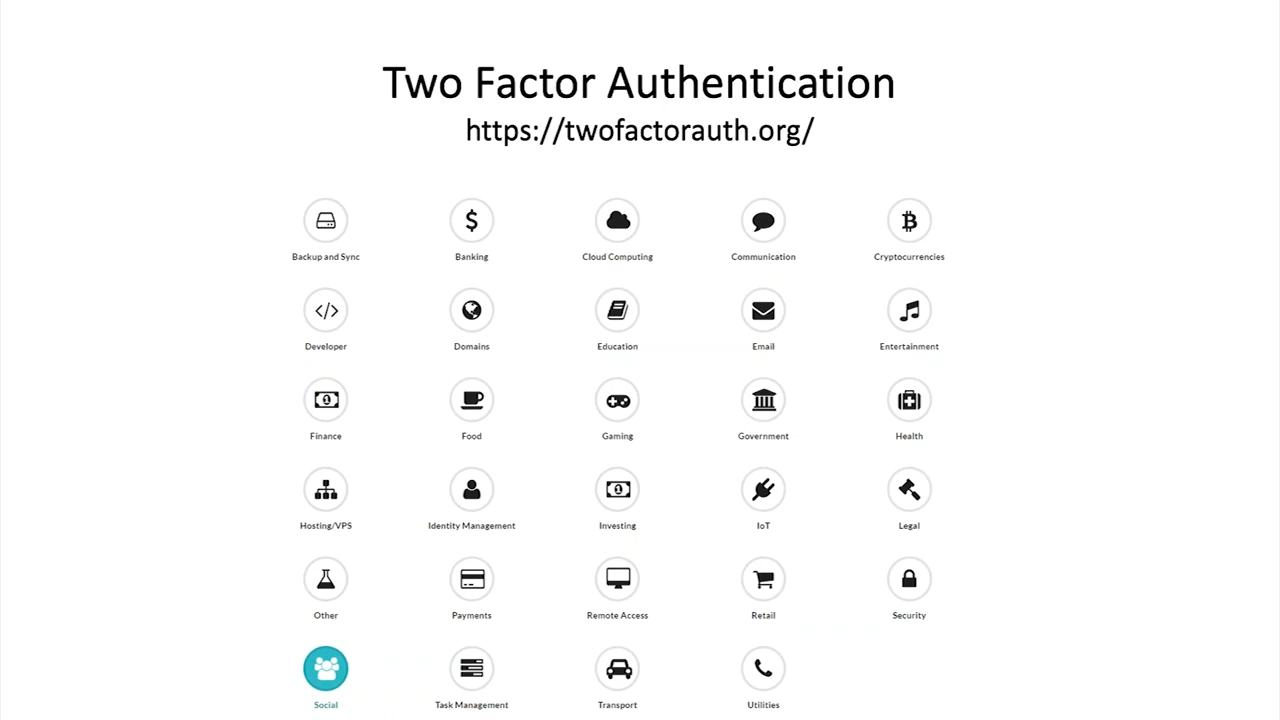 Two Factor Authentication
https://twofactorauth.org/
Backup and Sync
Banking
Cloud Computing
Communication
Cryptocurrencies
Developer
Domains
Education
Email
Entertainment
Finance
Food
Gaming
Government
Health
Hosting/VPS
Identity Management
Investing
IoT
Legal
Other
Payments
Remote Access
Retail
Security
Social
Task Management
Transport
Utilities